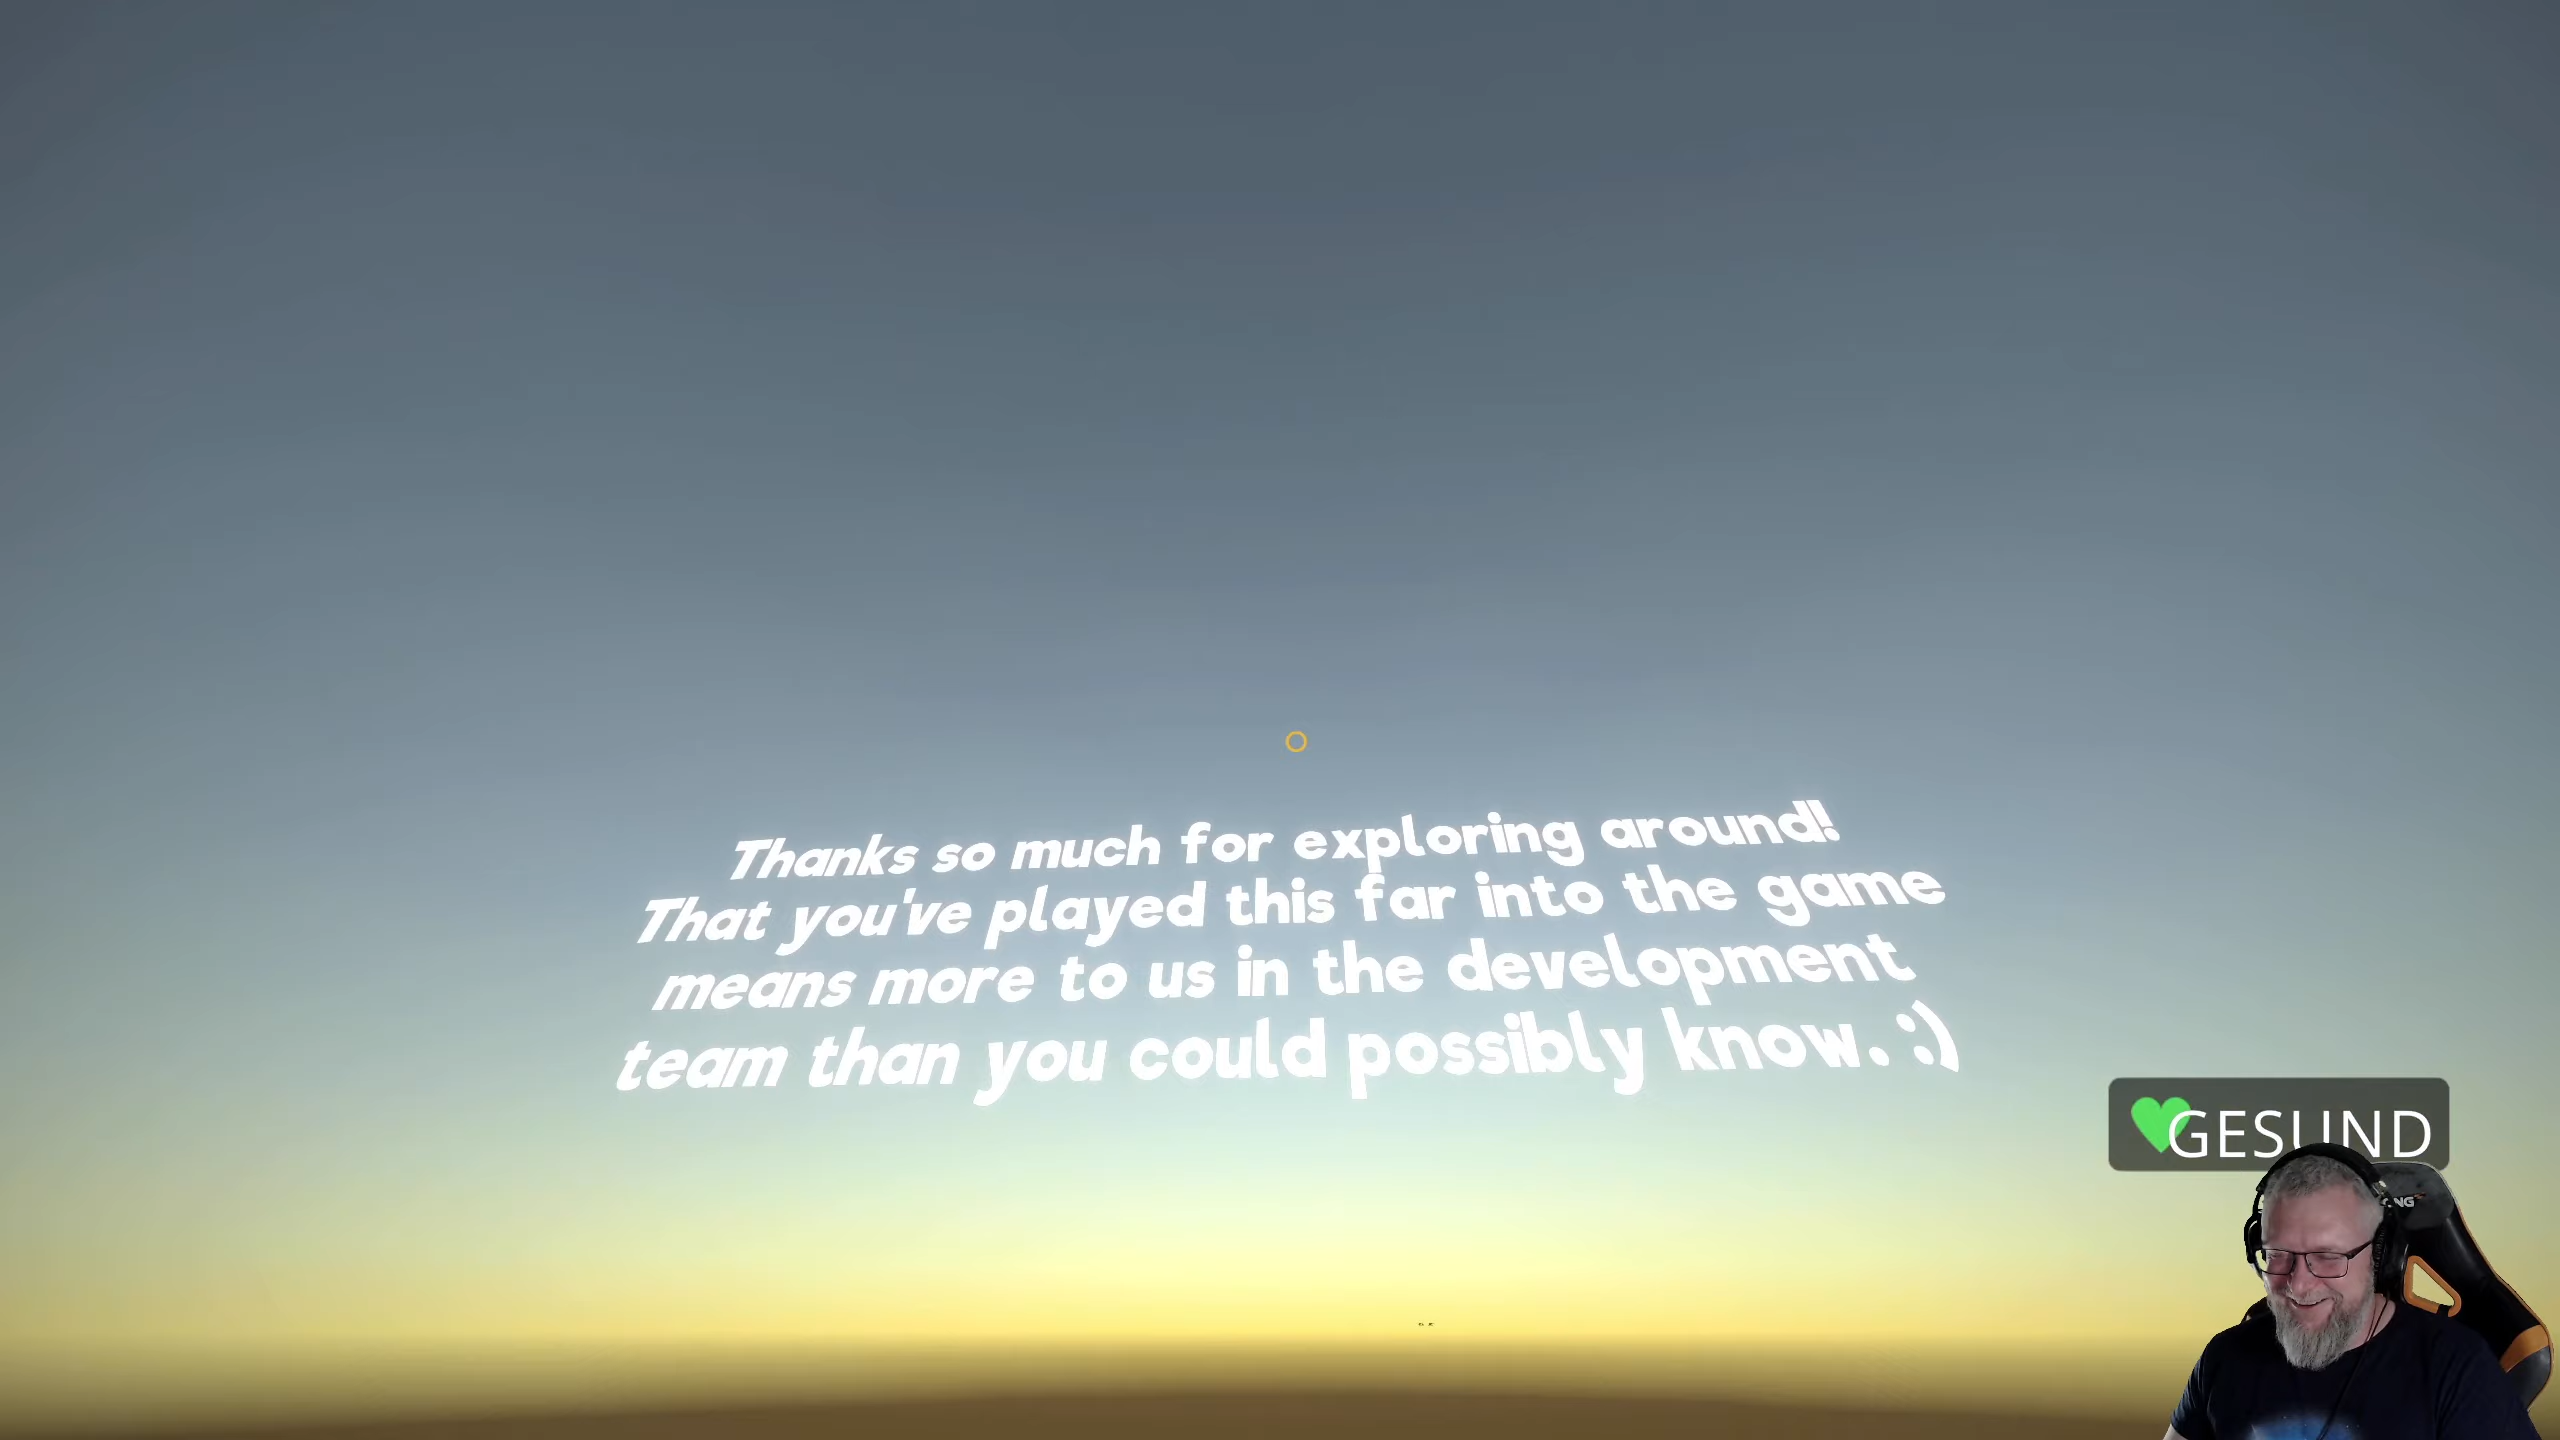 Thanks so much for exploring around!
That you've played this far into the game
means more to us in the development
team than you could possibly know. :)
GESUND